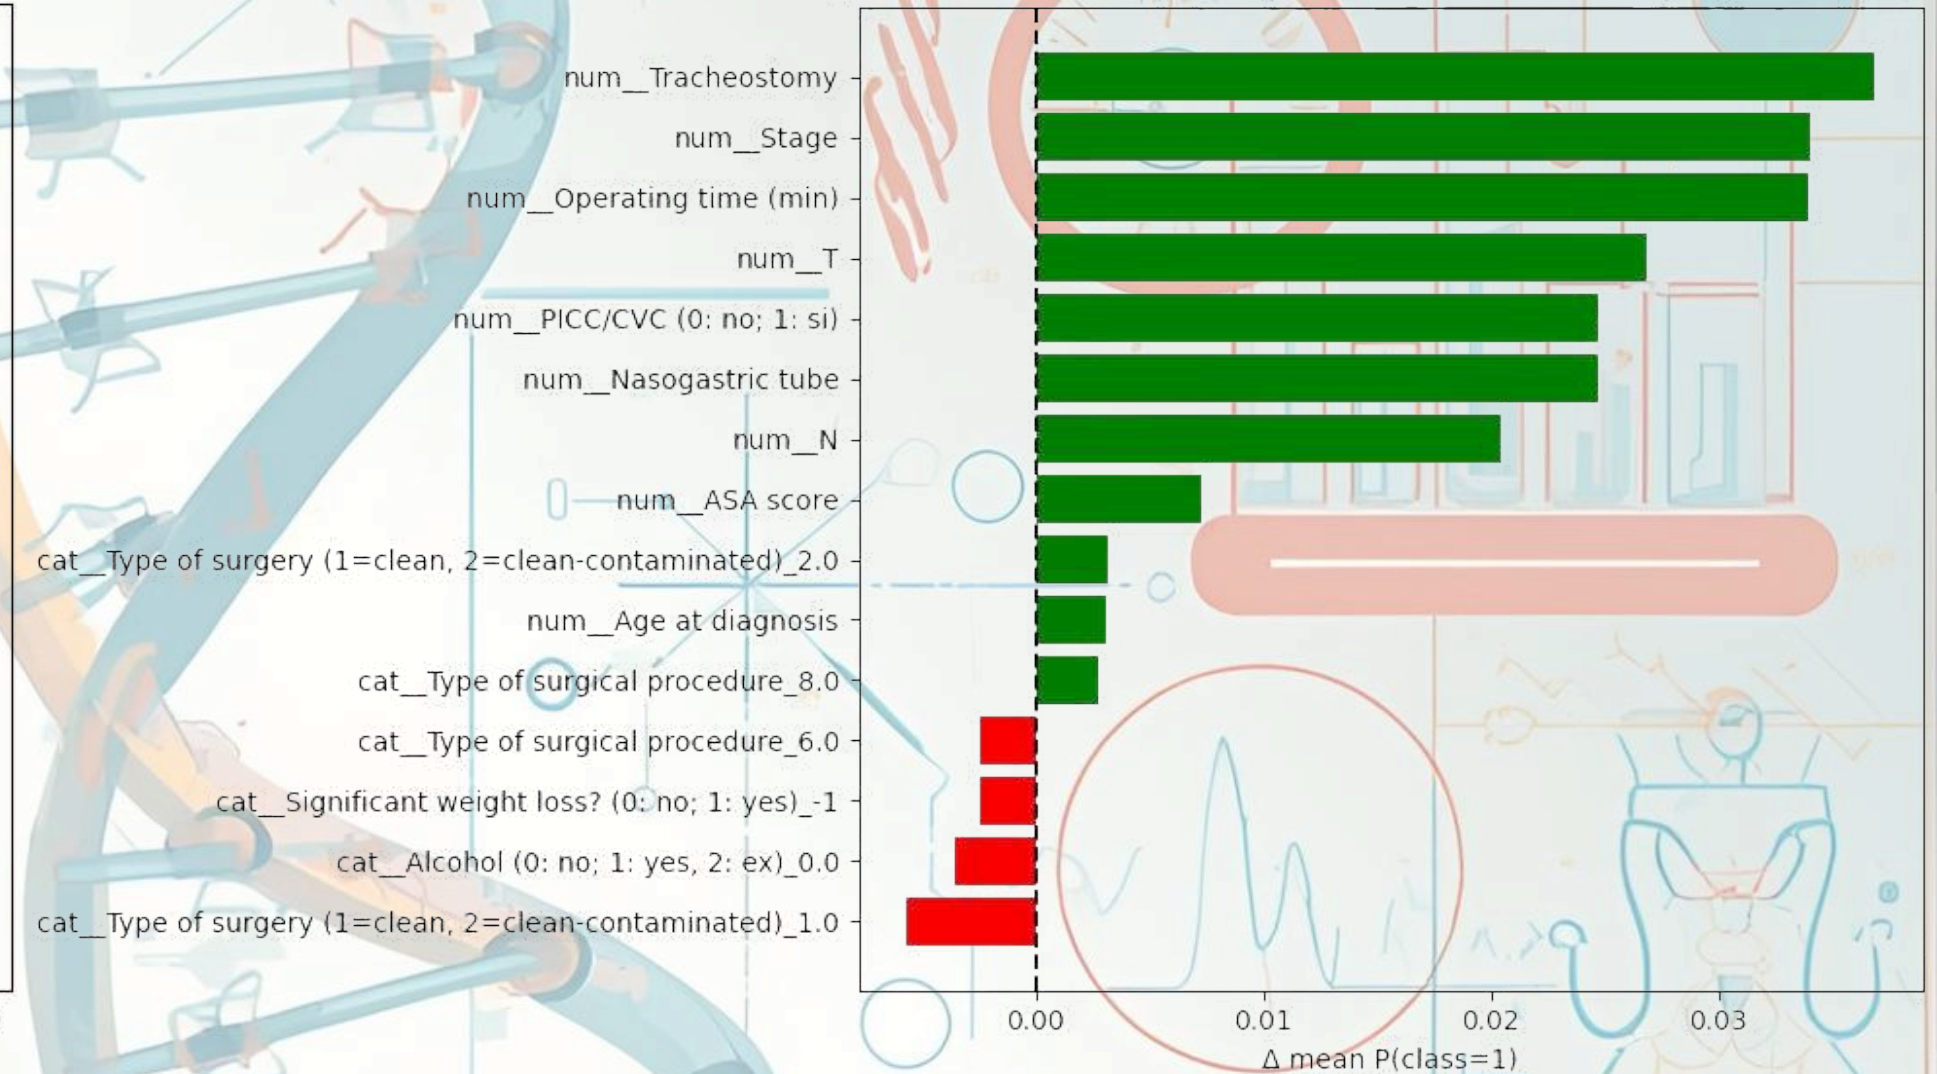 num__Tracheostomy
num__Stage
num__Operating time (min)
num__T
num__PICC/CVC (0: no; 1: si)
num__Nasogastric tube
num__N
num__ASA score
cat__Type of surgery (1=clean, 2=clean-contaminated)_2.0
num__Age at diagnosis
cat__Type of surgical procedure_8.0
cat__Type of surgical procedure_6.0
cat__Significant weight loss? (0: no; 1: yes)_-1
cat__Alcohol (0: no; 1: yes, 2: ex)_0.0
cat__Type of surgery (1=clean, 2=clean-contaminated)_1.0
0.00 0.01 0.02 0.03
Δ mean P(class=1)